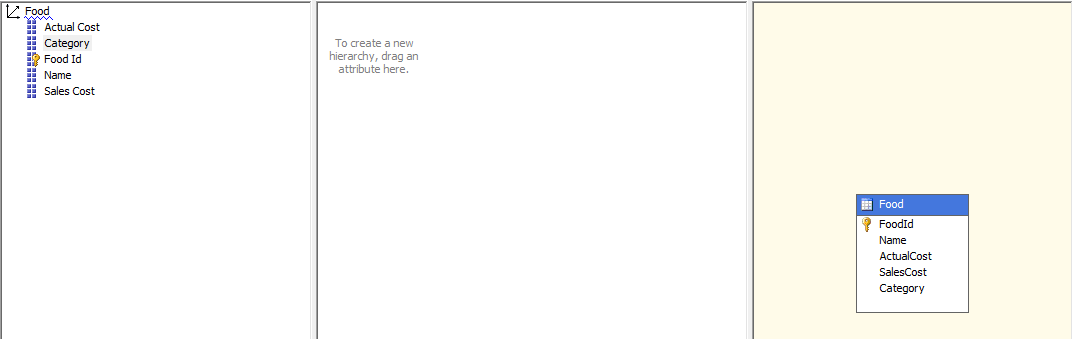 Food
Actual Cost
Category
Food Id
Name
Sales Cost
To create a new
hierarchy, drag an
attribute here.
Food
FoodId
Name
ActualCost
SalesCost
Category